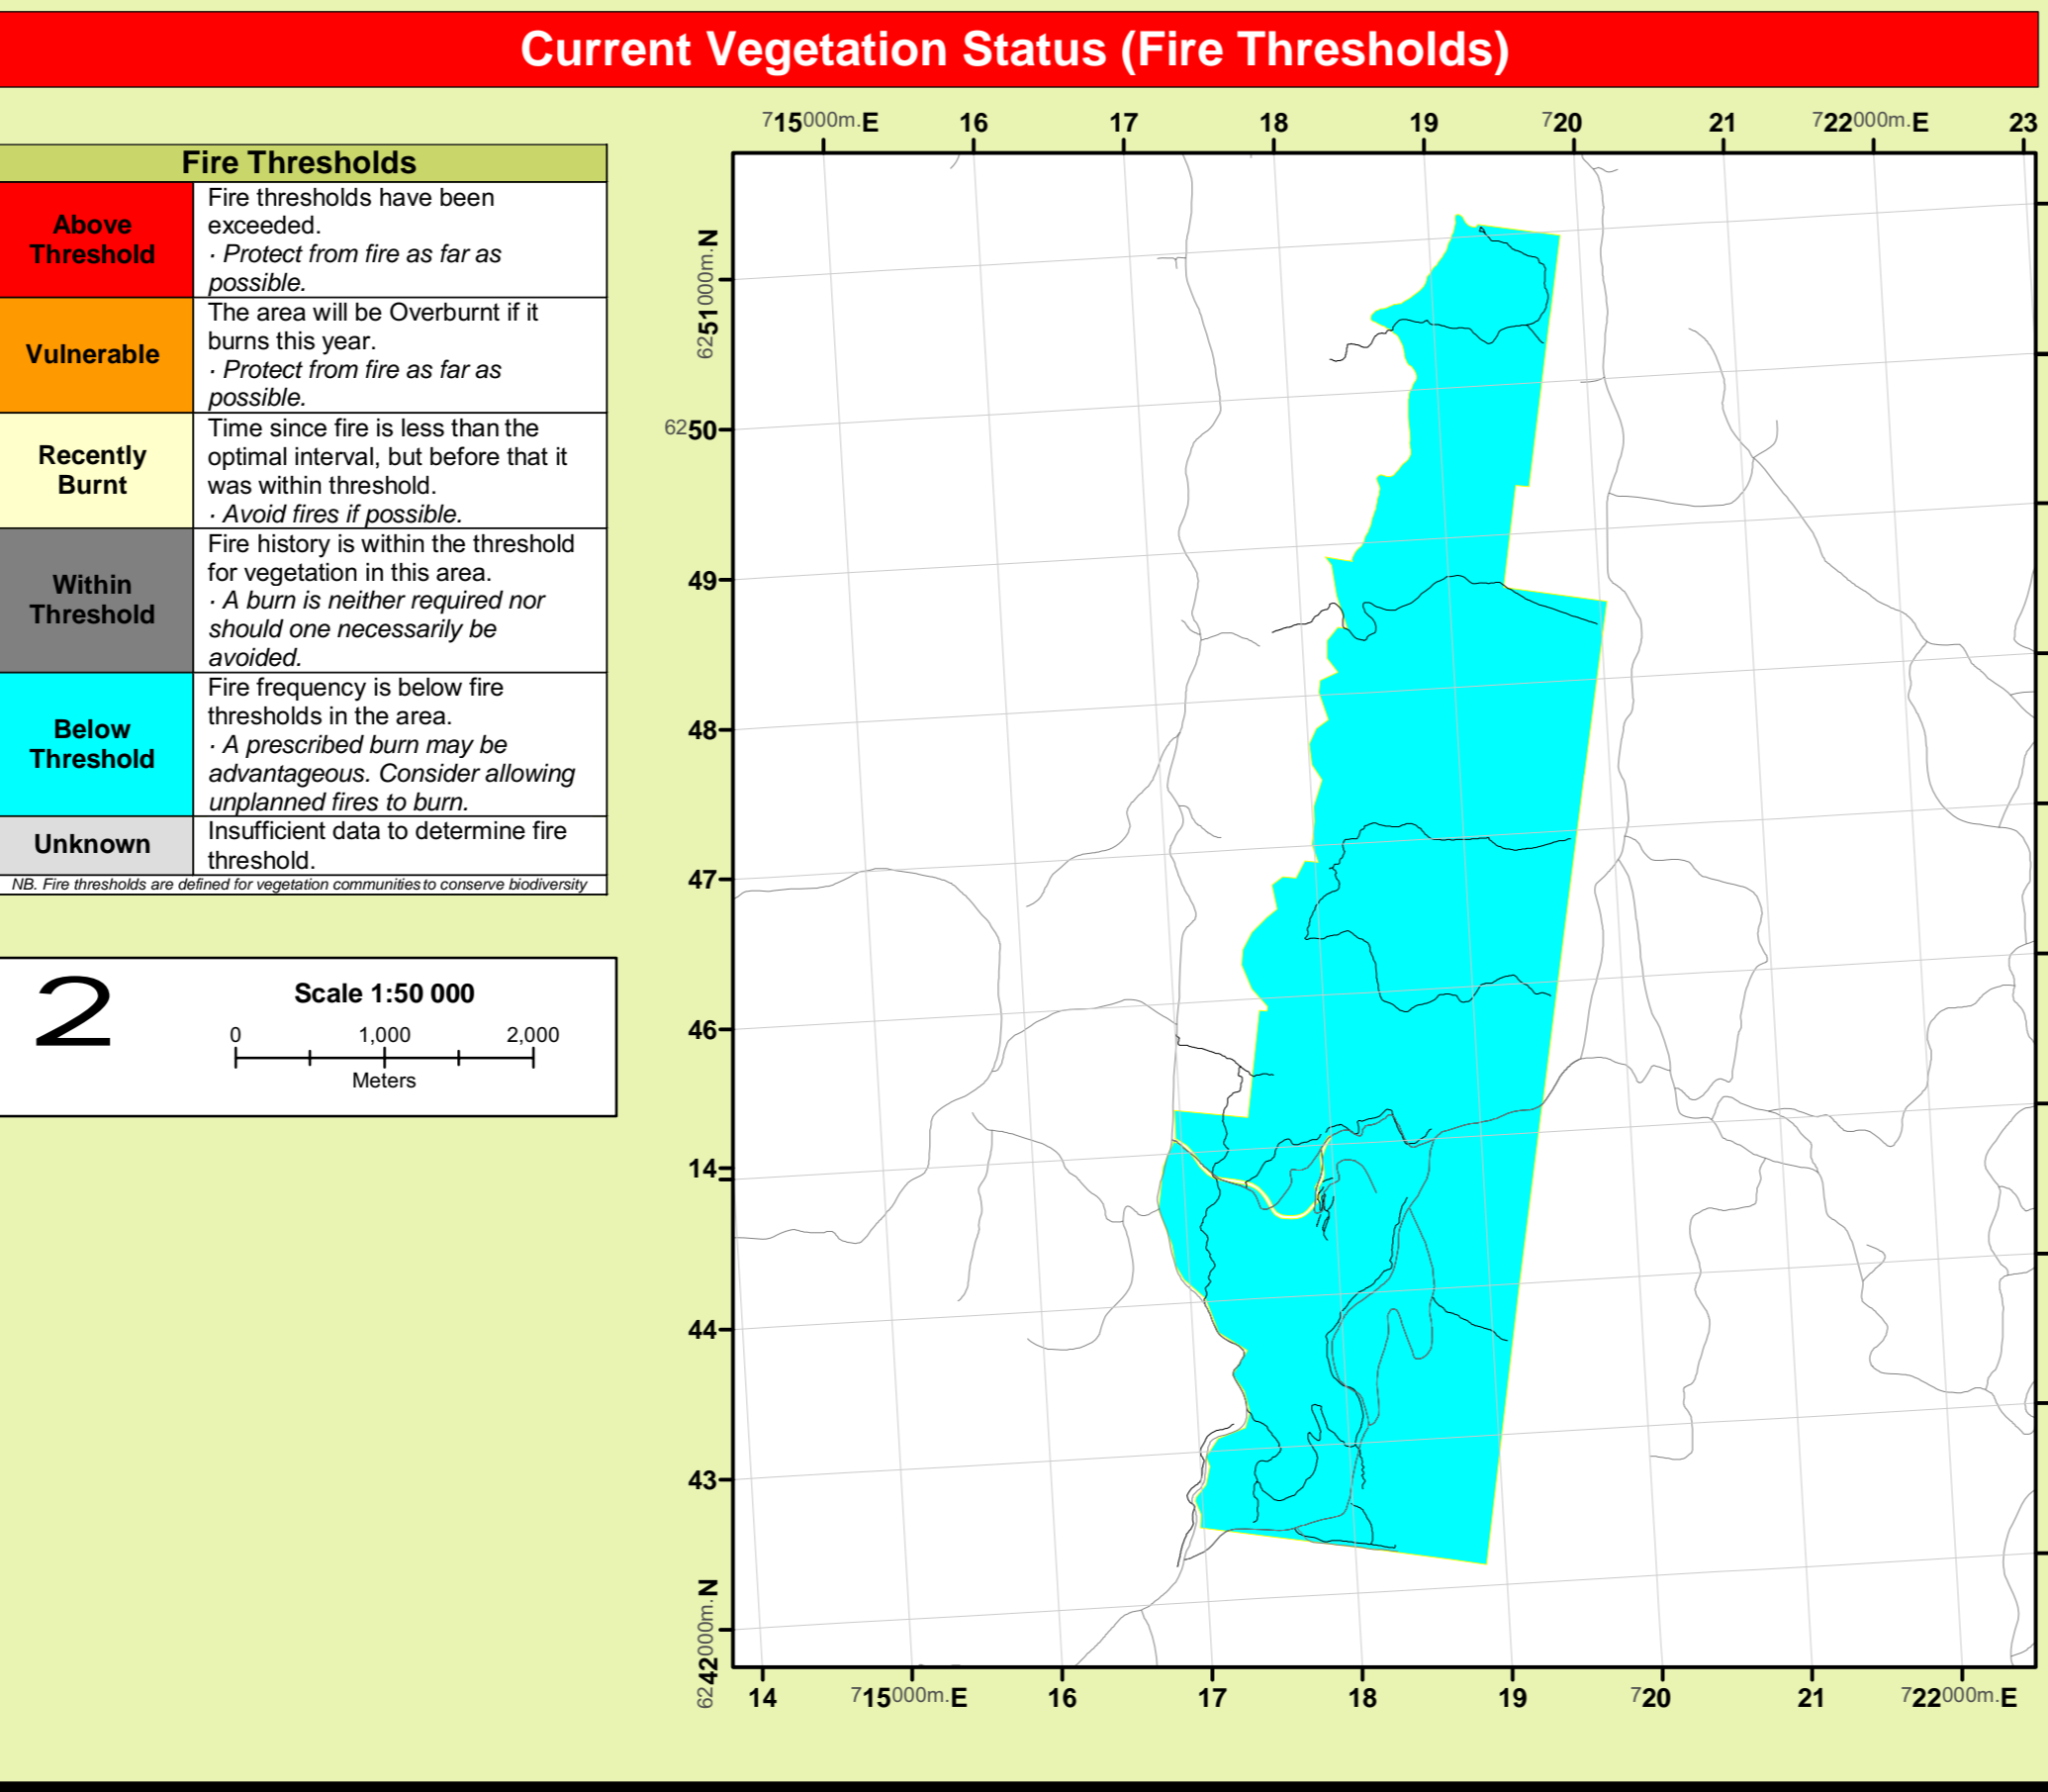 Current Vegetation Status (Fire Thresholds)
Fire Thresholds
Above
Threshold
Fire thresholds have been
exceeded.
· Protect from fire as far as
possible.
Vulnerable
The area will be Overburnt if it
burns this year.
· Protect from fire as far as
possible.
Recently
Burnt
Time since fire is less than the
optimal interval, but before that it
was within threshold.
· Avoid fires if possible.
Within
Threshold
Fire history is within the threshold
for vegetation in this area.
· A burn is neither required nor
should one necessarily be
avoided.
Below
Threshold
Fire frequency is below fire
thresholds in the area.
· A prescribed burn may be
advantageous. Consider allowing
unplanned fires to burn.
Unknown
Insufficient data to determine fire
threshold.
NB. Fire thresholds are defined for vegetation communities to conserve biodiversity
2
Scale 1:50 000
0 1,000 2,000
Meters
715000m.E 16 17 18 19 720 21 722000m.E 23
6251000m.N
6250
49
48
47
46
14
44
43
6242000m.N
14 715000m.E 16 17 18 19 720 21 722000m.E